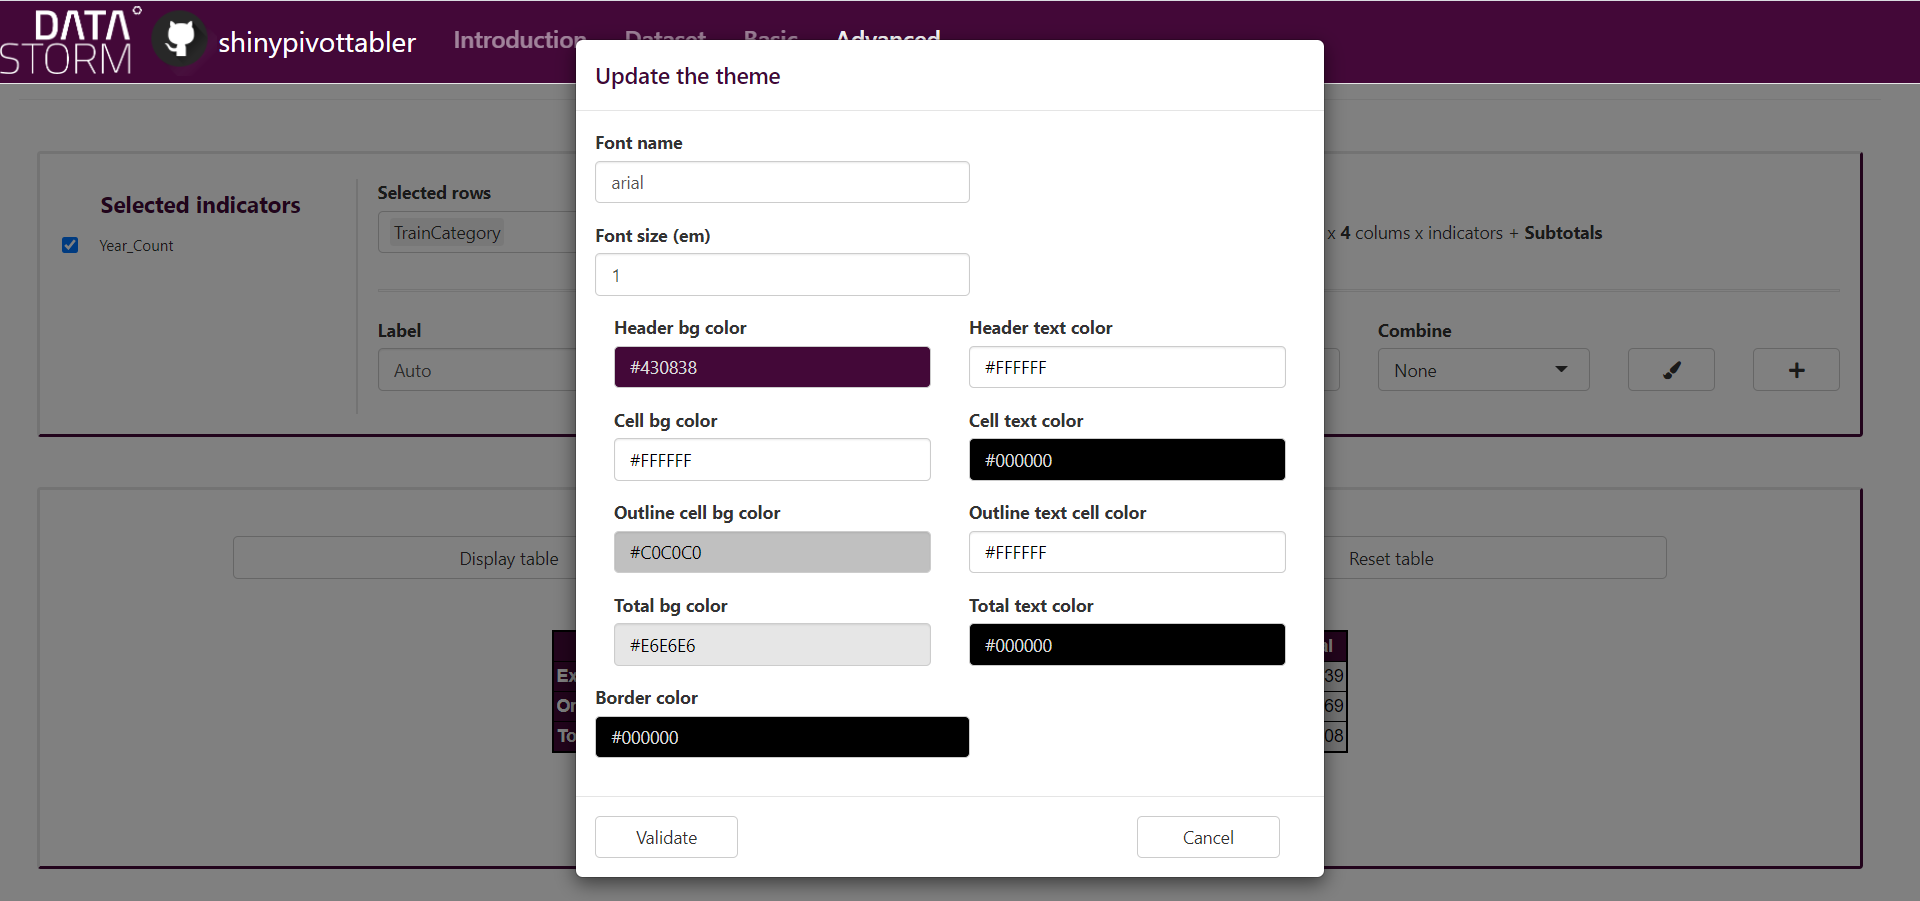 DATA
STORM
shinypivottabler
Introduction
Dataset
Basic
Advanced
Update the theme
Font name
arial
Selected indicators
Selected rows
Year_Count
TrainCategory
x 4 colums x indicators + Subtotals
Font size (em)
1
Label
Auto
Combine
None
+
Header bg color
Header text color
#430838
#FFFFFF
Cell bg color
Cell text color
#FFFFFF
#000000
Outline cell bg color
Outline text cell color
#C0C0C0
#FFFFFF
Display table
Reset table
Total bg color
Total text color
#E6E6E6
#000000
Ex
39
Or
69
To
08
Border color
#000000
Validate
Cancel